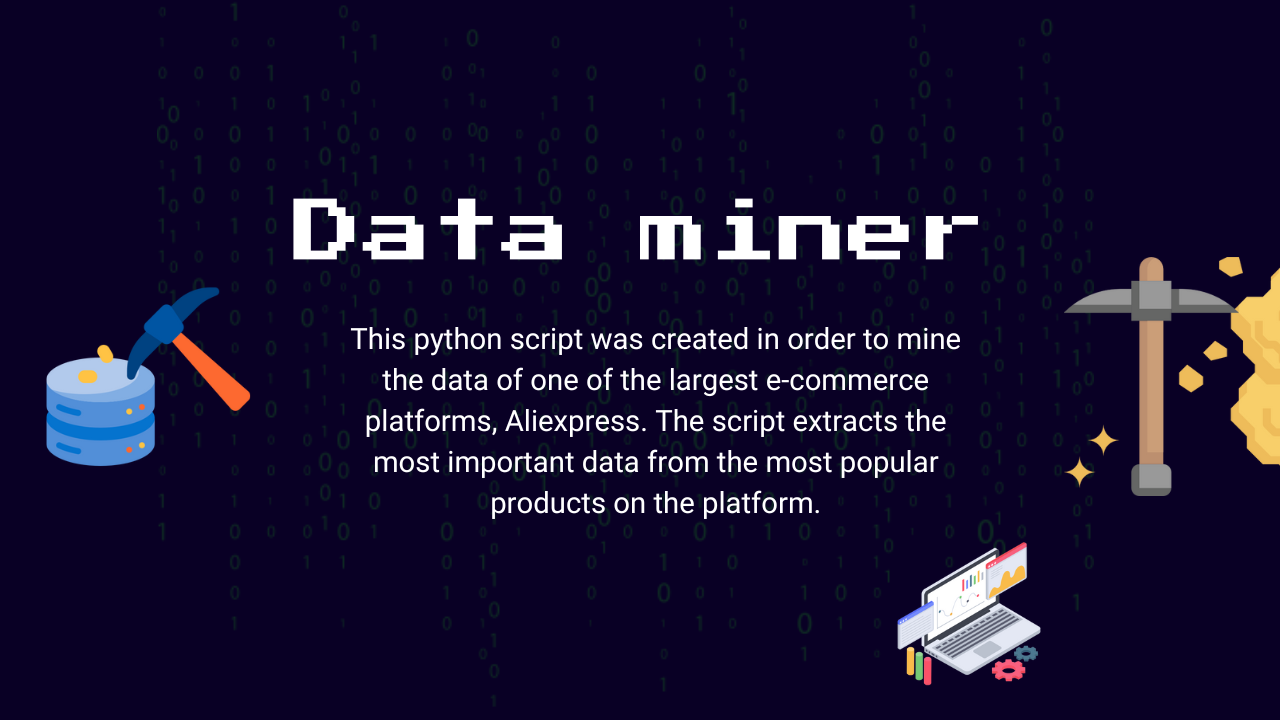 Data miner
This python script was created in order to mine
the data of one of the largest e-commerce
platforms, Aliexpress. The script extracts the
most important data from the most popular
products on the platform.